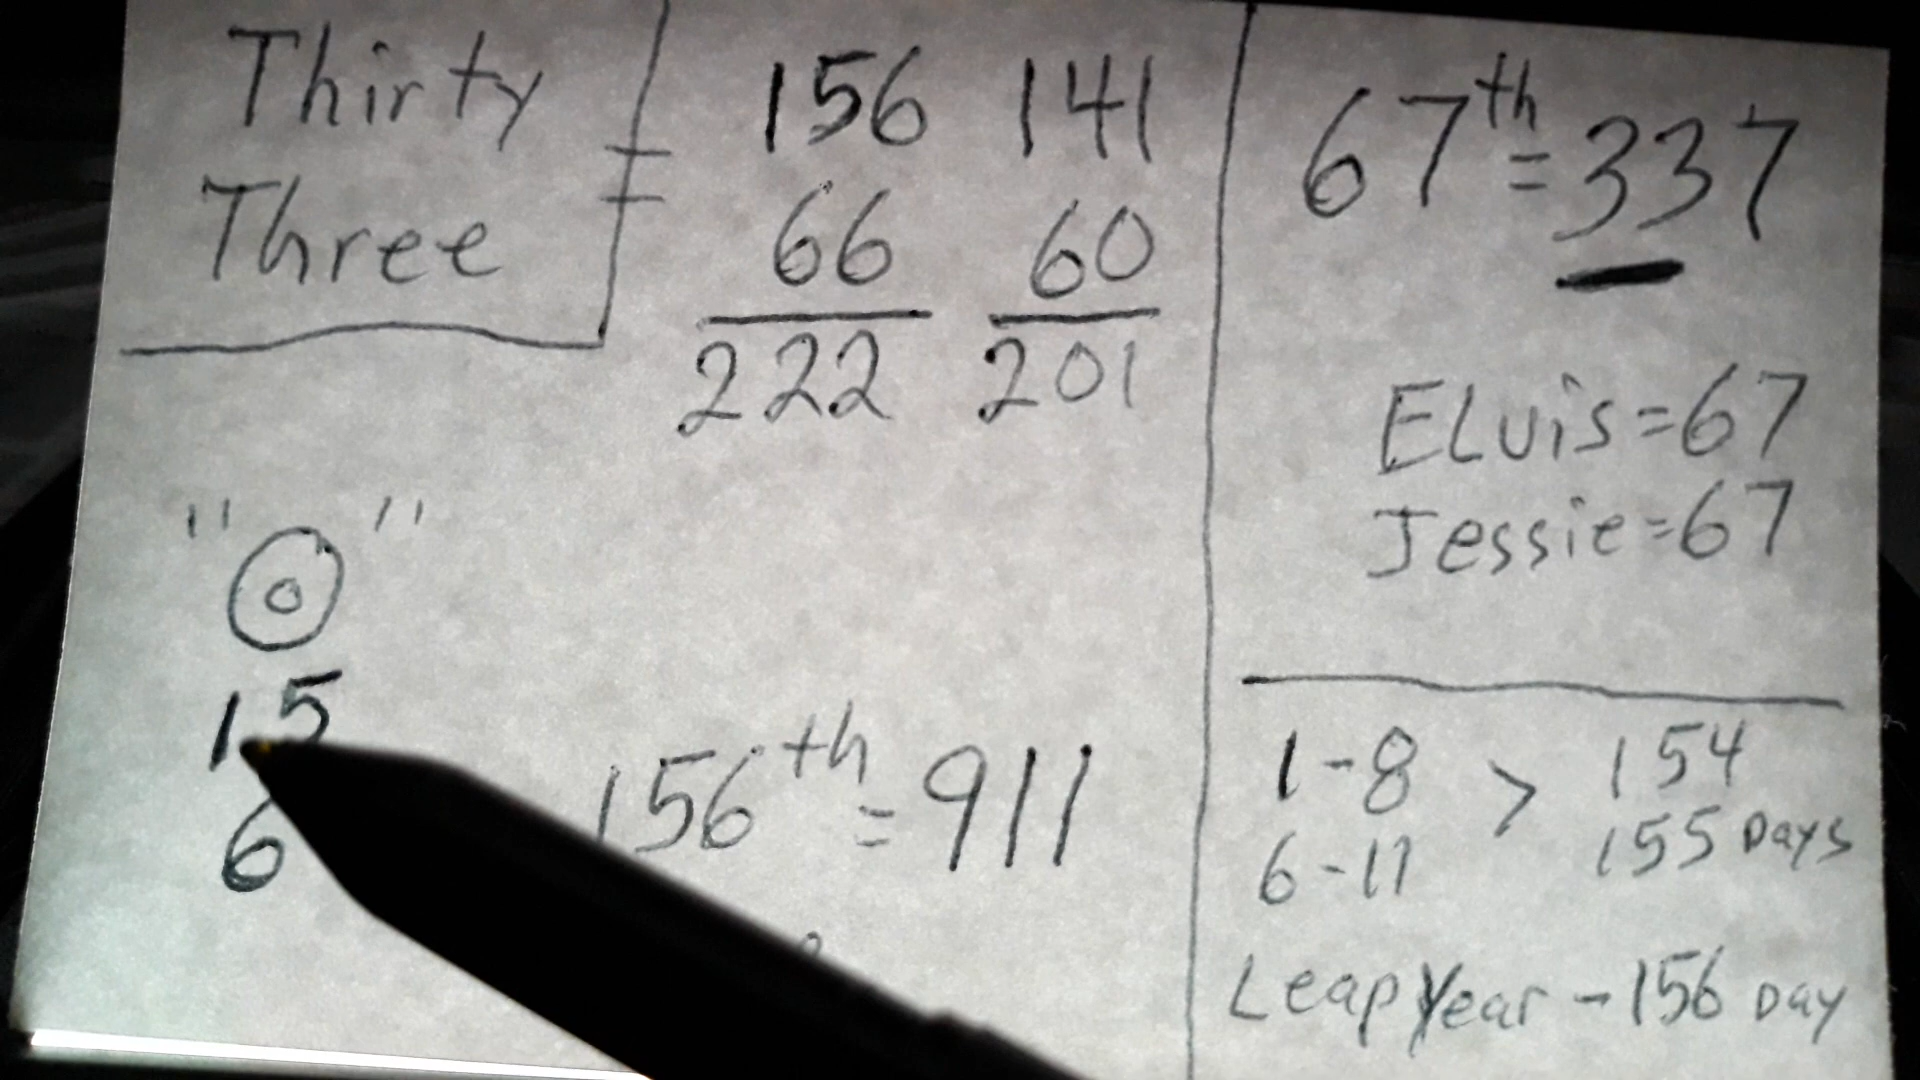 Thirty = 156 141
Three 66 60
222 201
"O"
15
6
156th = 911
67th = 337
ELvis = 67
Jessie = 67
1-8 > 154
6-11 155 Days
Leap Year - 156 Day